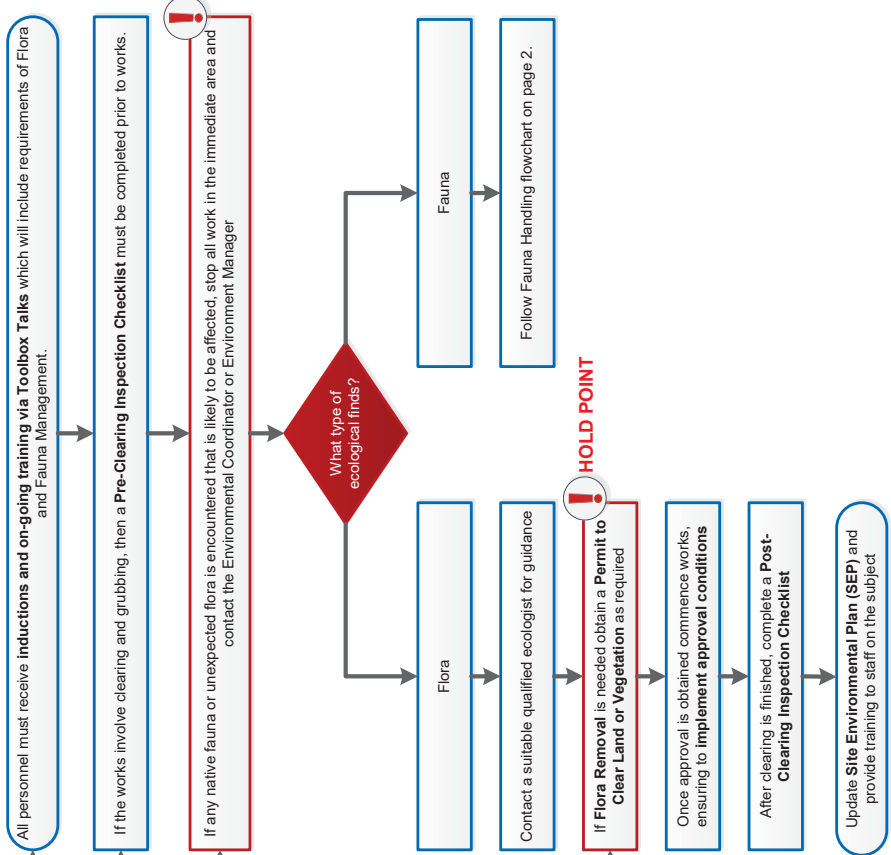 All personnel must receive inductions and on-going training via Toolbox Talks which will include requirements of Flora
and Fauna Management.
If the works involve clearing and grubbing, then a Pre-Clearing Inspection Checklist must be completed prior to works.
If any native fauna or unexpected flora is encountered that is likely to be affected, stop all work in the immediate area and
contact the Environmental Coordinator or Environment Manager
What type of
ecological finds?
Flora
Contact a suitable qualified ecologist for guidance
HOLD POINT
If Flora Removal is needed obtain a Permit to
Clear Land or Vegetation as required
Once approval is obtained commence works,
ensuring to implement approval conditions
After clearing is finished, complete a Post-
Clearing Inspection Checklist
Update Site Environmental Plan (SEP) and
provide training to staff on the subject
Fauna
Follow Fauna Handling flowchart on page 2.